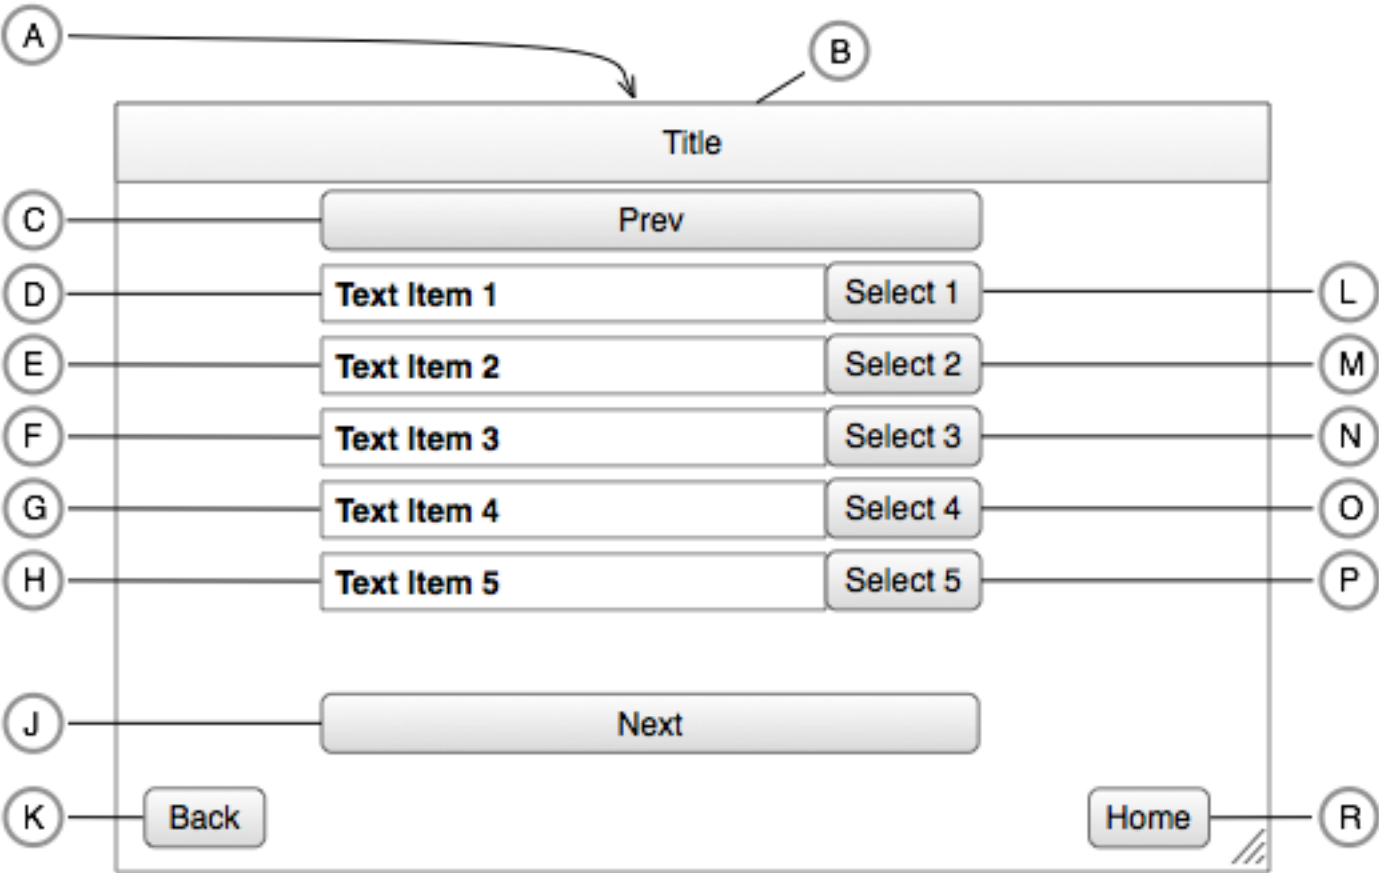 A
B
Title
C Prev
D Text Item 1 Select 1 L
E Text Item 2 Select 2 M
F Text Item 3 Select 3 N
G Text Item 4 Select 4 O
H Text Item 5 Select 5 P
J Next
K Back Home R